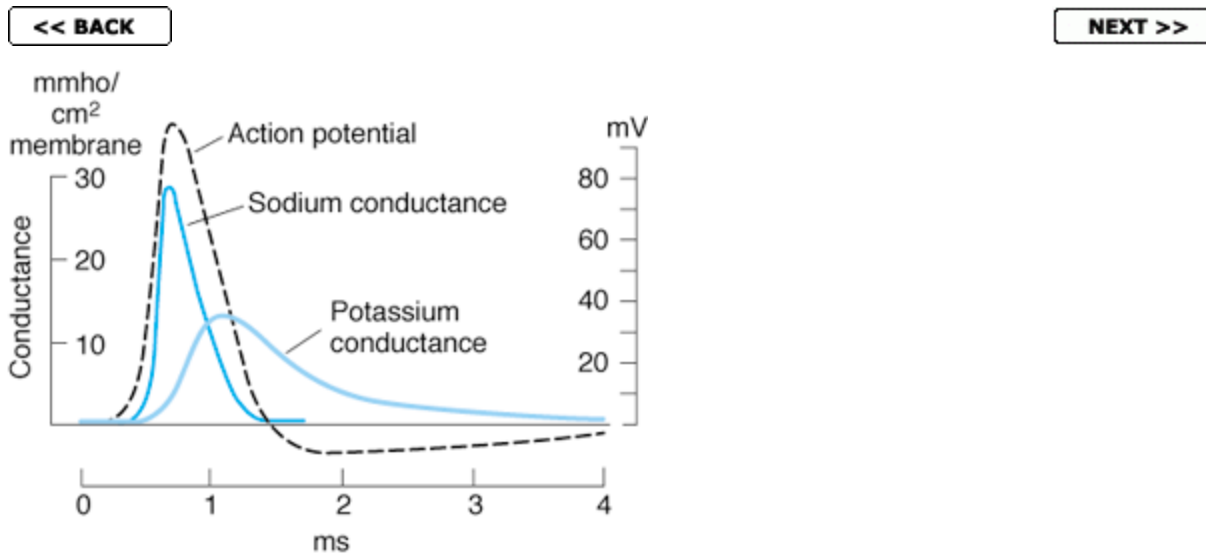 << BACK
NEXT >>
mmho/
cm²
membrane
mV
Action potential
Sodium conductance
Potassium
conductance
Conductance
30
20
10
80
60
40
20
0 1 2 3 4
ms